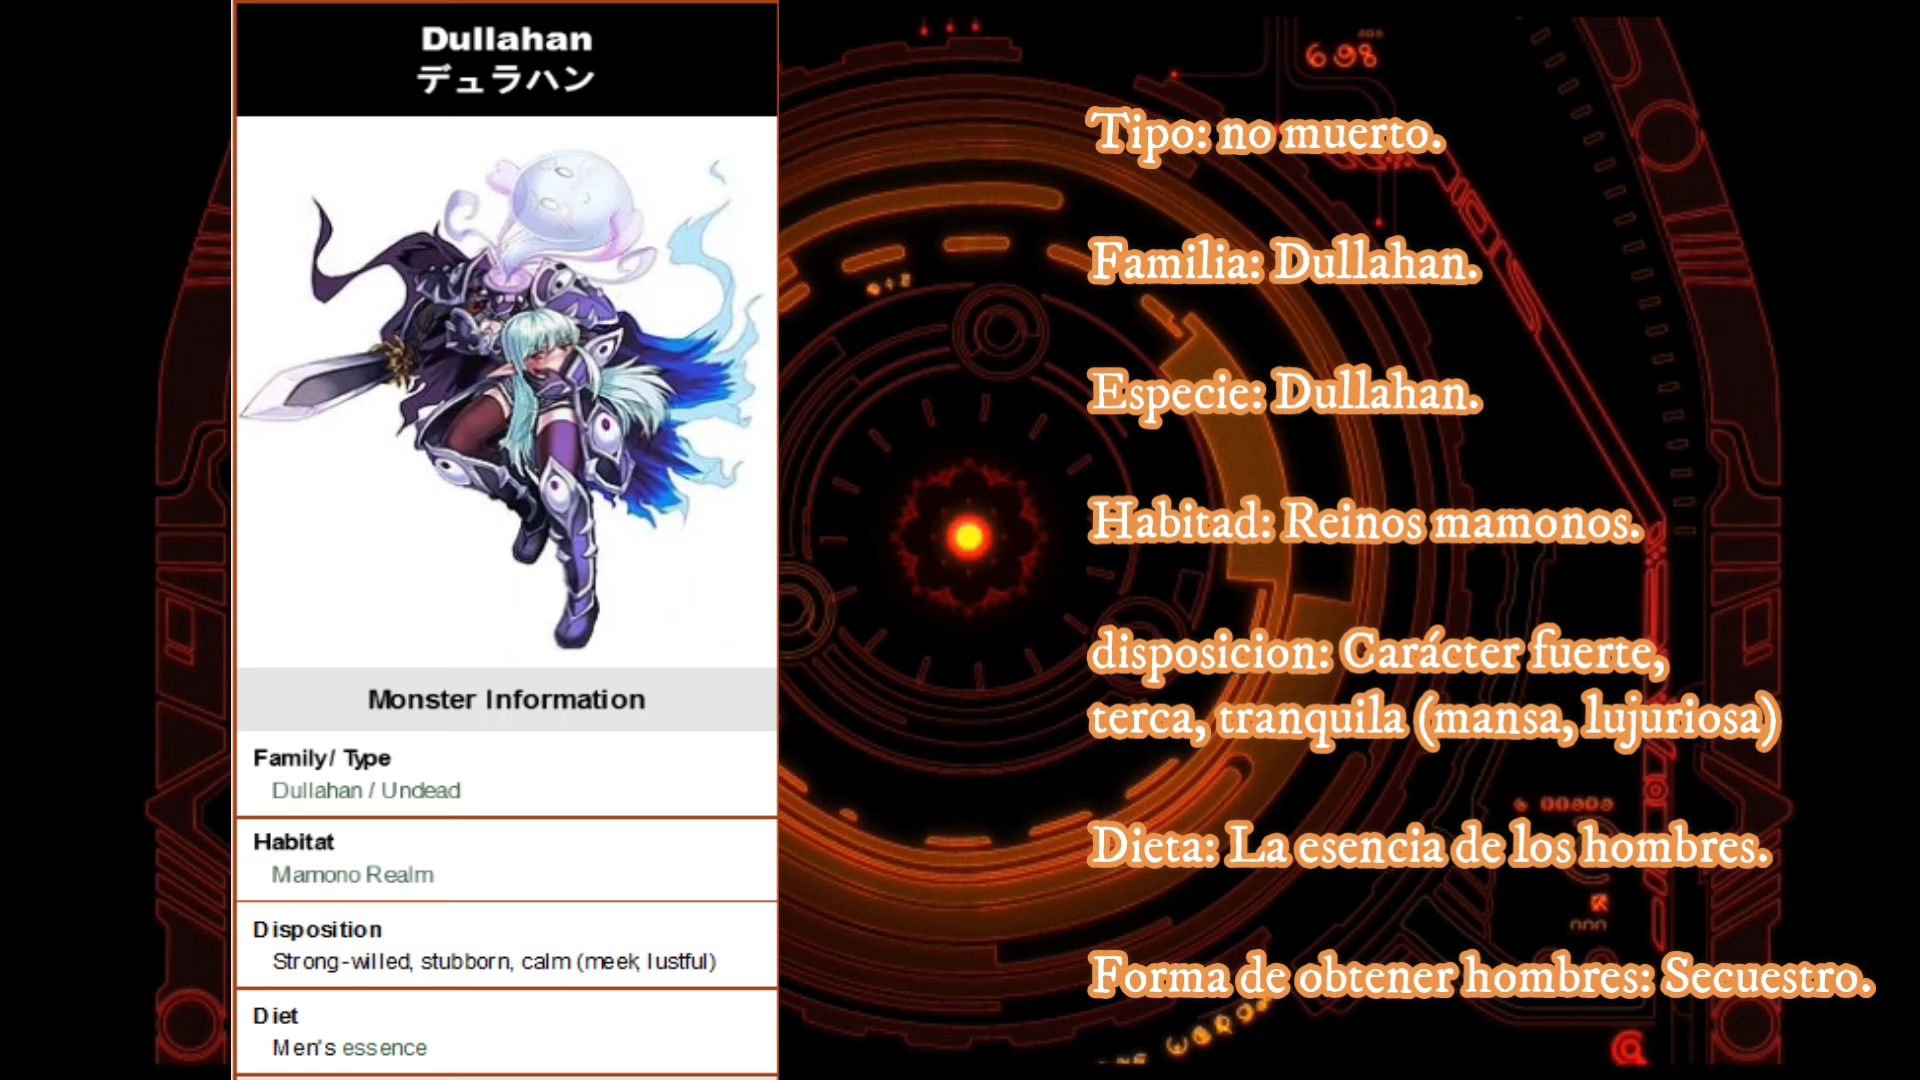 Dullahan
デュラハン
Monster Information
Family/ Type
Dullahan / Undead
Habitat
Mamono Realm
Disposition
Strong-willed, stubborn, calm (meek, lustful)
Diet
Men's essence
Tipo: no muerto.
Familia: Dullahan.
Especie: Dullahan.
Habitad: Reinos mamonos.
disposicion: Carácter fuerte,
terca, tranquila (mansa, lujuriosa)
Dieta: La esencia de los hombres.
Forma de obtener hombres: Secuestro.